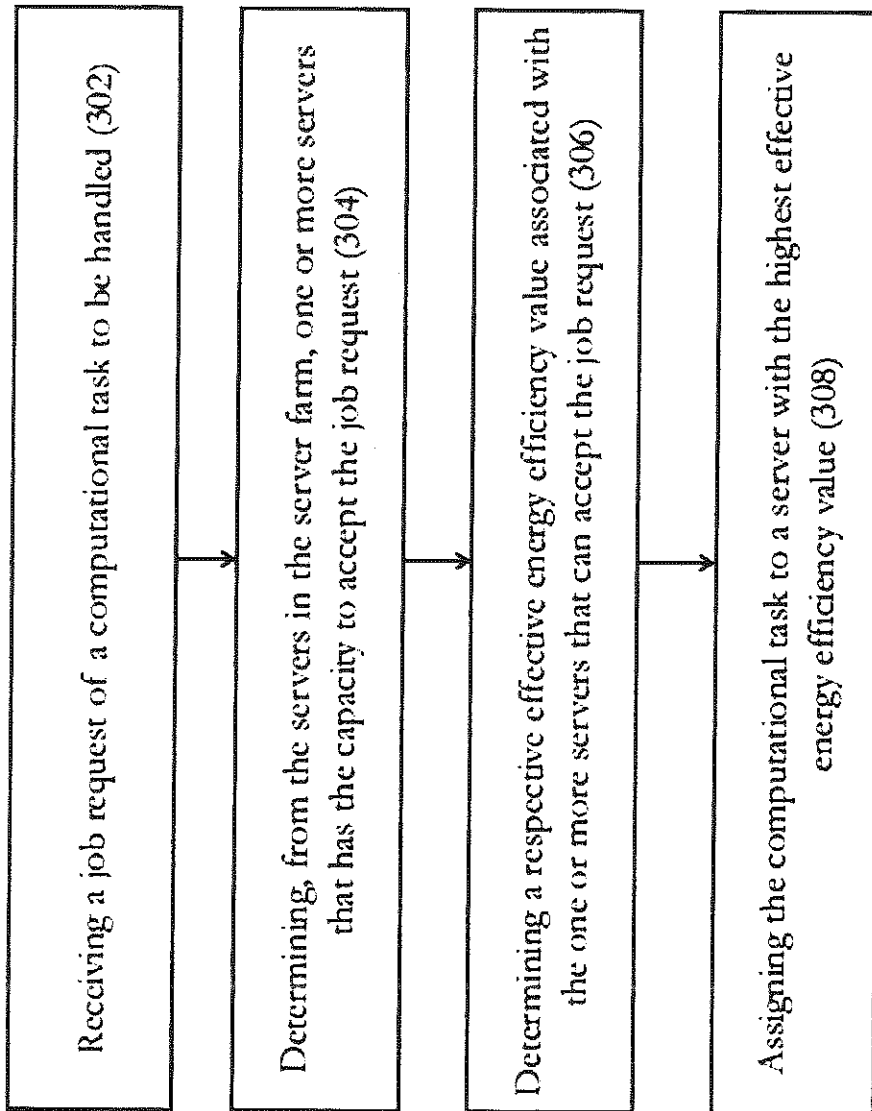 Receiving a job request of a computational task to be handled (302)
Determining, from the servers in the server farm, one or more servers
that has the capacity to accept the job request (304)
Determining a respective effective energy efficiency value associated with
the one or more servers that can accept the job request (306)
Assigning the computational task to a server with the highest effective
energy efficiency value (308)